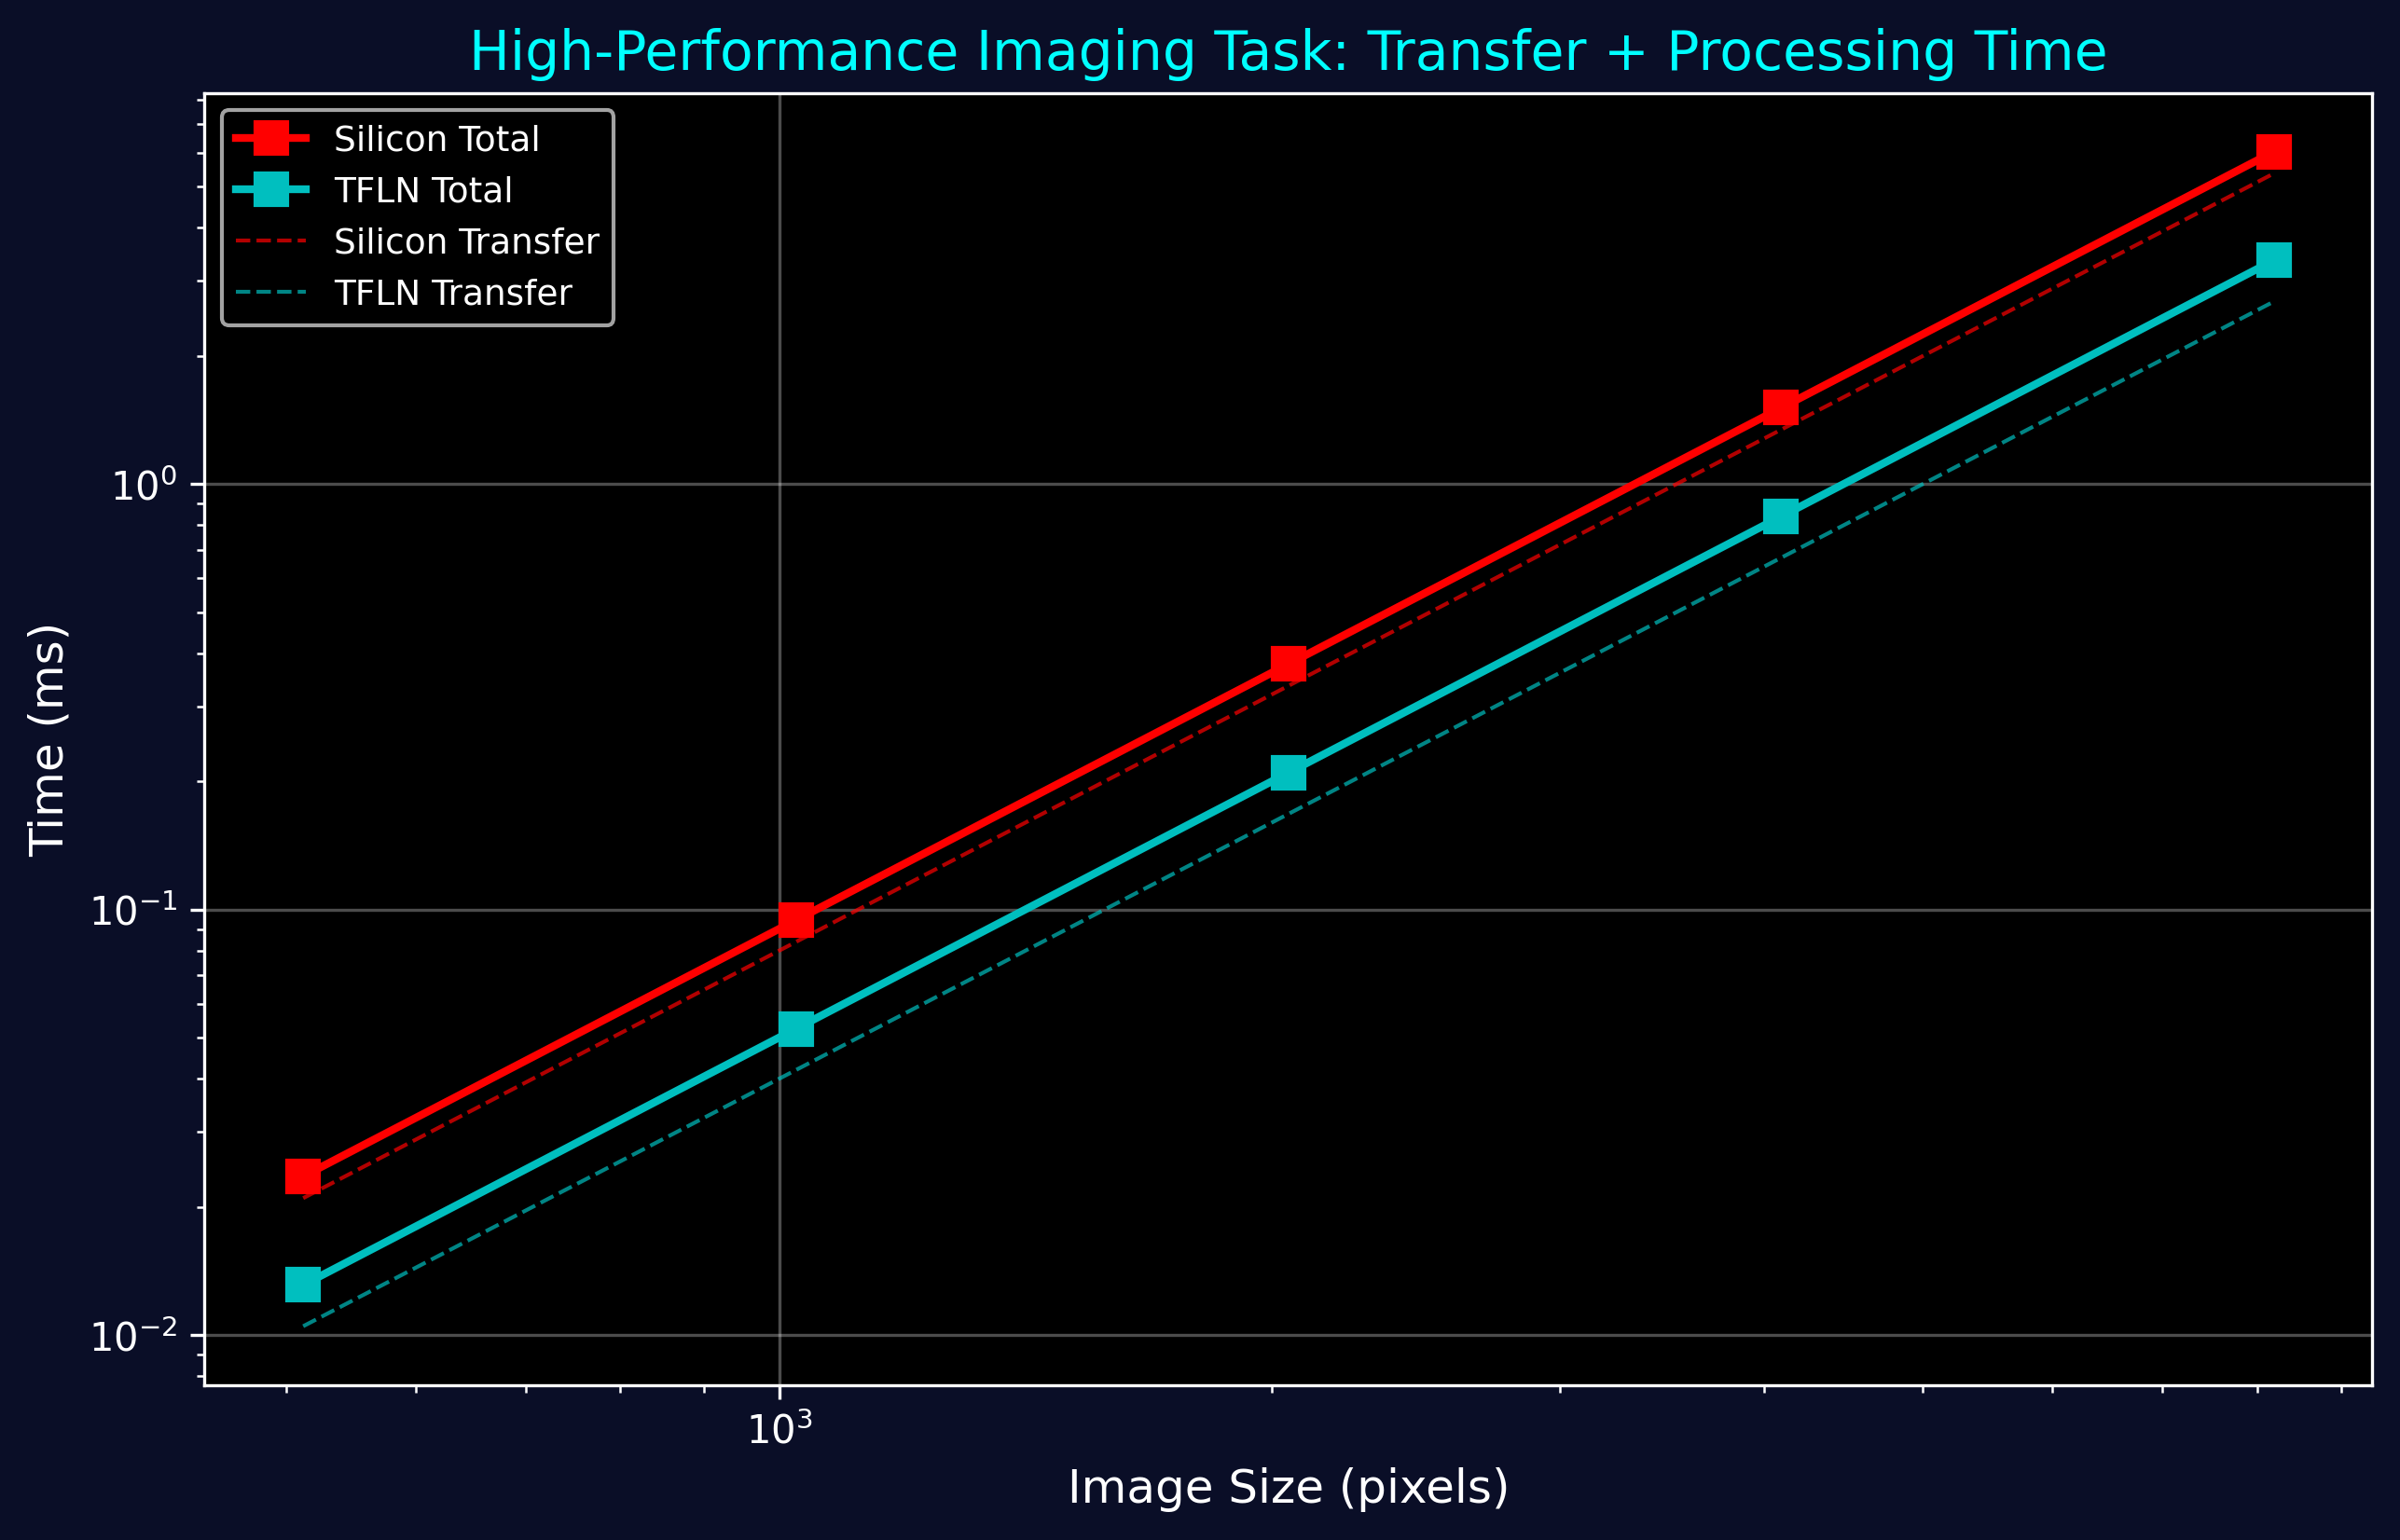 High-Performance Imaging Task: Transfer + Processing Time
Silicon Total
TFLN Total
Silicon Transfer
TFLN Transfer
Time (ms)
10⁰
10⁻¹
10⁻²
10³
Image Size (pixels)